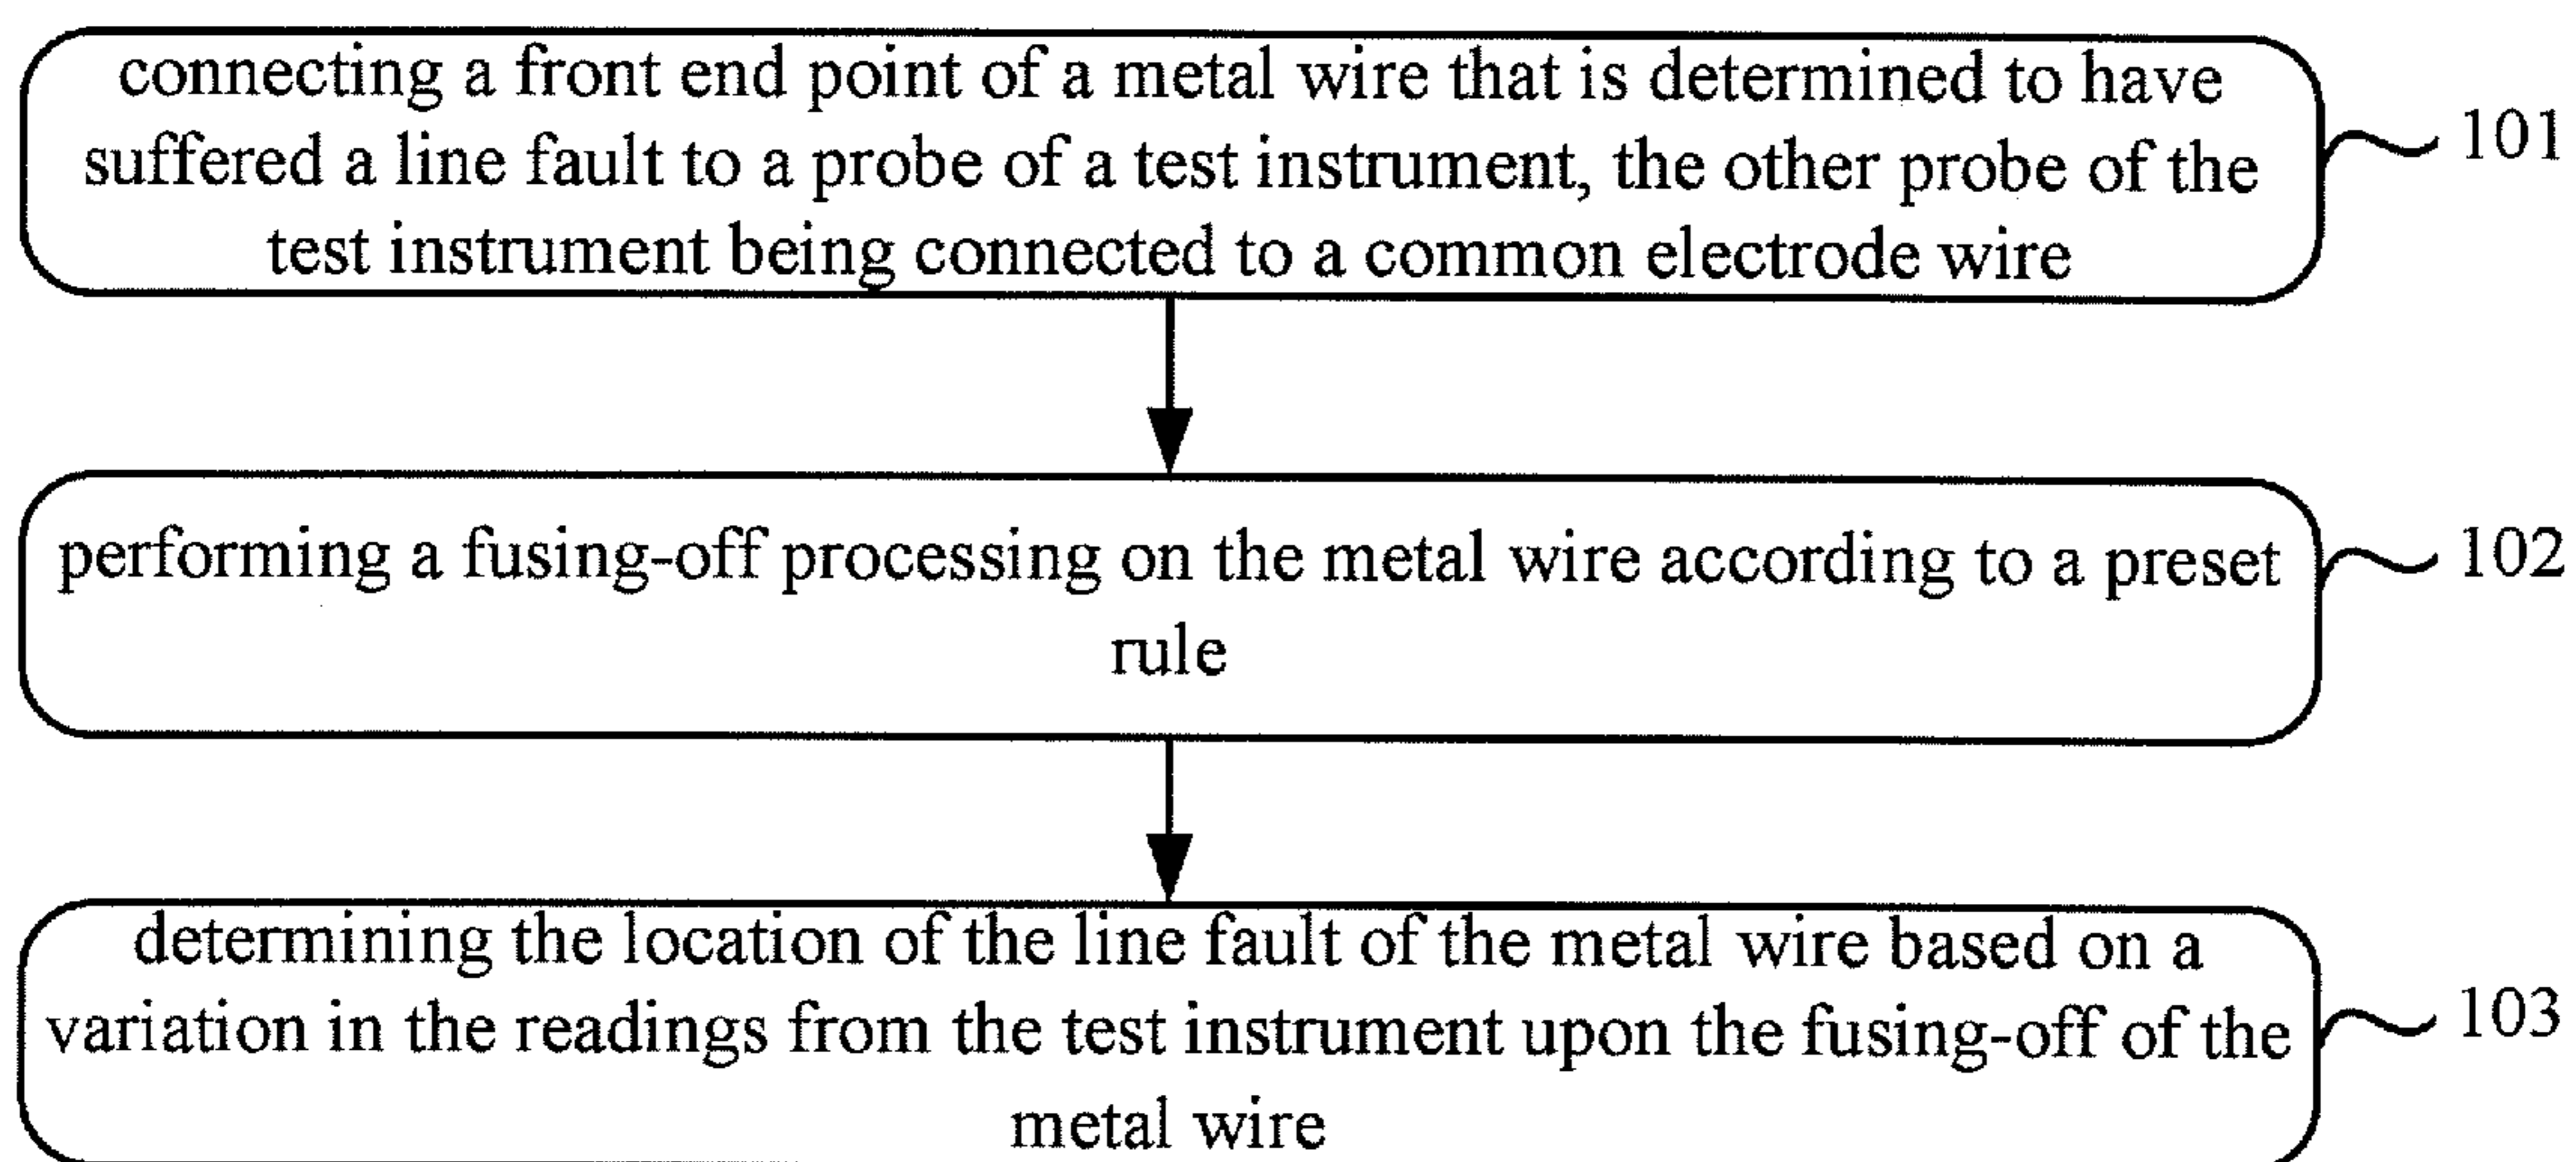 connecting a front end point of a metal wire that is determined to have
suffered a line fault to a probe of a test instrument, the other probe of the
test instrument being connected to a common electrode wire
101
performing a fusing-off processing on the metal wire according to a preset
rule
102
determining the location of the line fault of the metal wire based on a
variation in the readings from the test instrument upon the fusing-off of the
metal wire
103